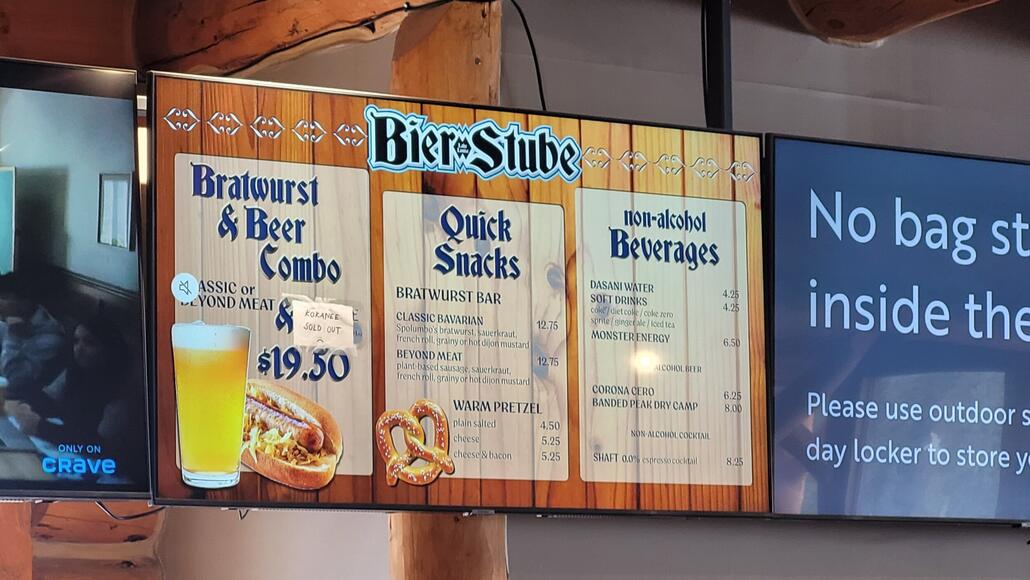 Bier Stube
Bratwurst
& Beer
Combo
ASSIC or
BEYOND MEAT
&
KOKANEE
SOLD OUT
$19.50
Quick
Snacks
BRATWURST BAR
CLASSIC BAVARIAN 12.75
Spolumbo's bratwurst, sauerkraut,
french roll, grainy or hot dijon mustard
BEYOND MEAT 12.75
plant-based sausage, sauerkraut,
french roll, grainy or hot dijon mustard
WARM PRETZEL
plain salted 4.50
cheese 5.25
cheese & bacon 5.25
non-alcohol
Beverages
DASANI WATER 4.25
SOFT DRINKS 4.25
coke / diet coke / coke zero
sprite / ginger ale / iced tea
MONSTER ENERGY 6.50
ALCOHOL BEER
CORONA CERO 6.25
BANDED PEAK DRY CAMP 8.00
NON-ALCOHOL COCKTAIL
SHAFT 0.0% espresso cocktail 8.25
ONLY ON
crave
No bag st
inside the
Please use outdoor s
day locker to store yo